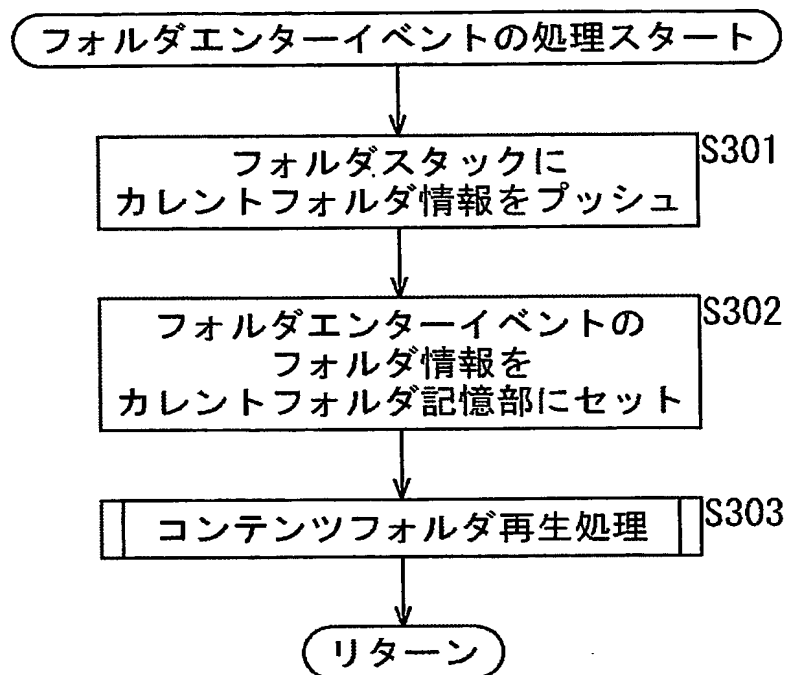 フォルダエンターイベントの処理スタート
S301
フォルダスタックに
カレントフォルダ情報をプッシュ
S302
フォルダエンターイベントの
フォルダ情報を
カレントフォルダ記憶部にセット
S303
コンテンツフォルダ再生処理
リターン